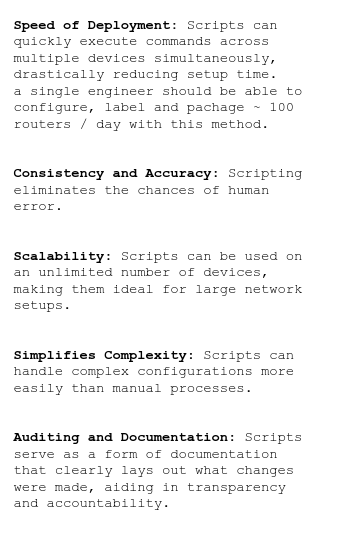 Speed of Deployment: Scripts can
quickly execute commands across
multiple devices simultaneously,
drastically reducing setup time.
a single engineer should be able to
configure, label and pachage ~ 100
routers / day with this method.
Consistency and Accuracy: Scripting
eliminates the chances of human
error.
Scalability: Scripts can be used on
an unlimited number of devices,
making them ideal for large network
setups.
Simplifies Complexity: Scripts can
handle complex configurations more
easily than manual processes.
Auditing and Documentation: Scripts
serve as a form of documentation
that clearly lays out what changes
were made, aiding in transparency
and accountability.